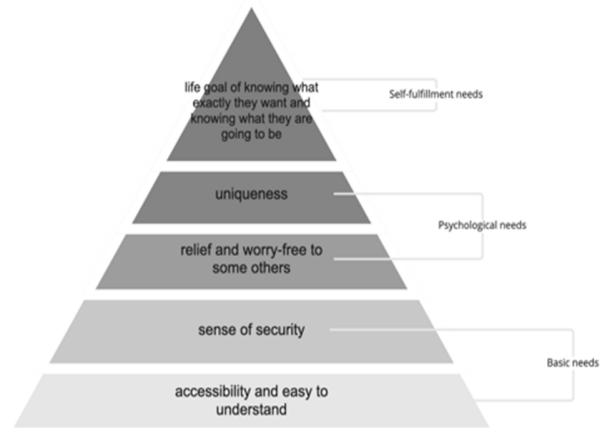 life goal of knowing what
exactly they want and
knowing what they are
going to be
Self-fulfillment needs
uniqueness
Psychological needs
relief and worry-free to
some others
sense of security
Basic needs
accessibility and easy to
understand